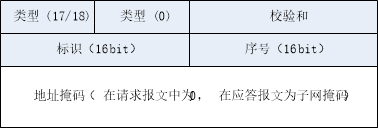 类型（17/18） 类型（0） 校验和
标识（16bit） 序号（16bit）
地址掩码（ 在请求报文中为0， 在应答报文为子网掩码）